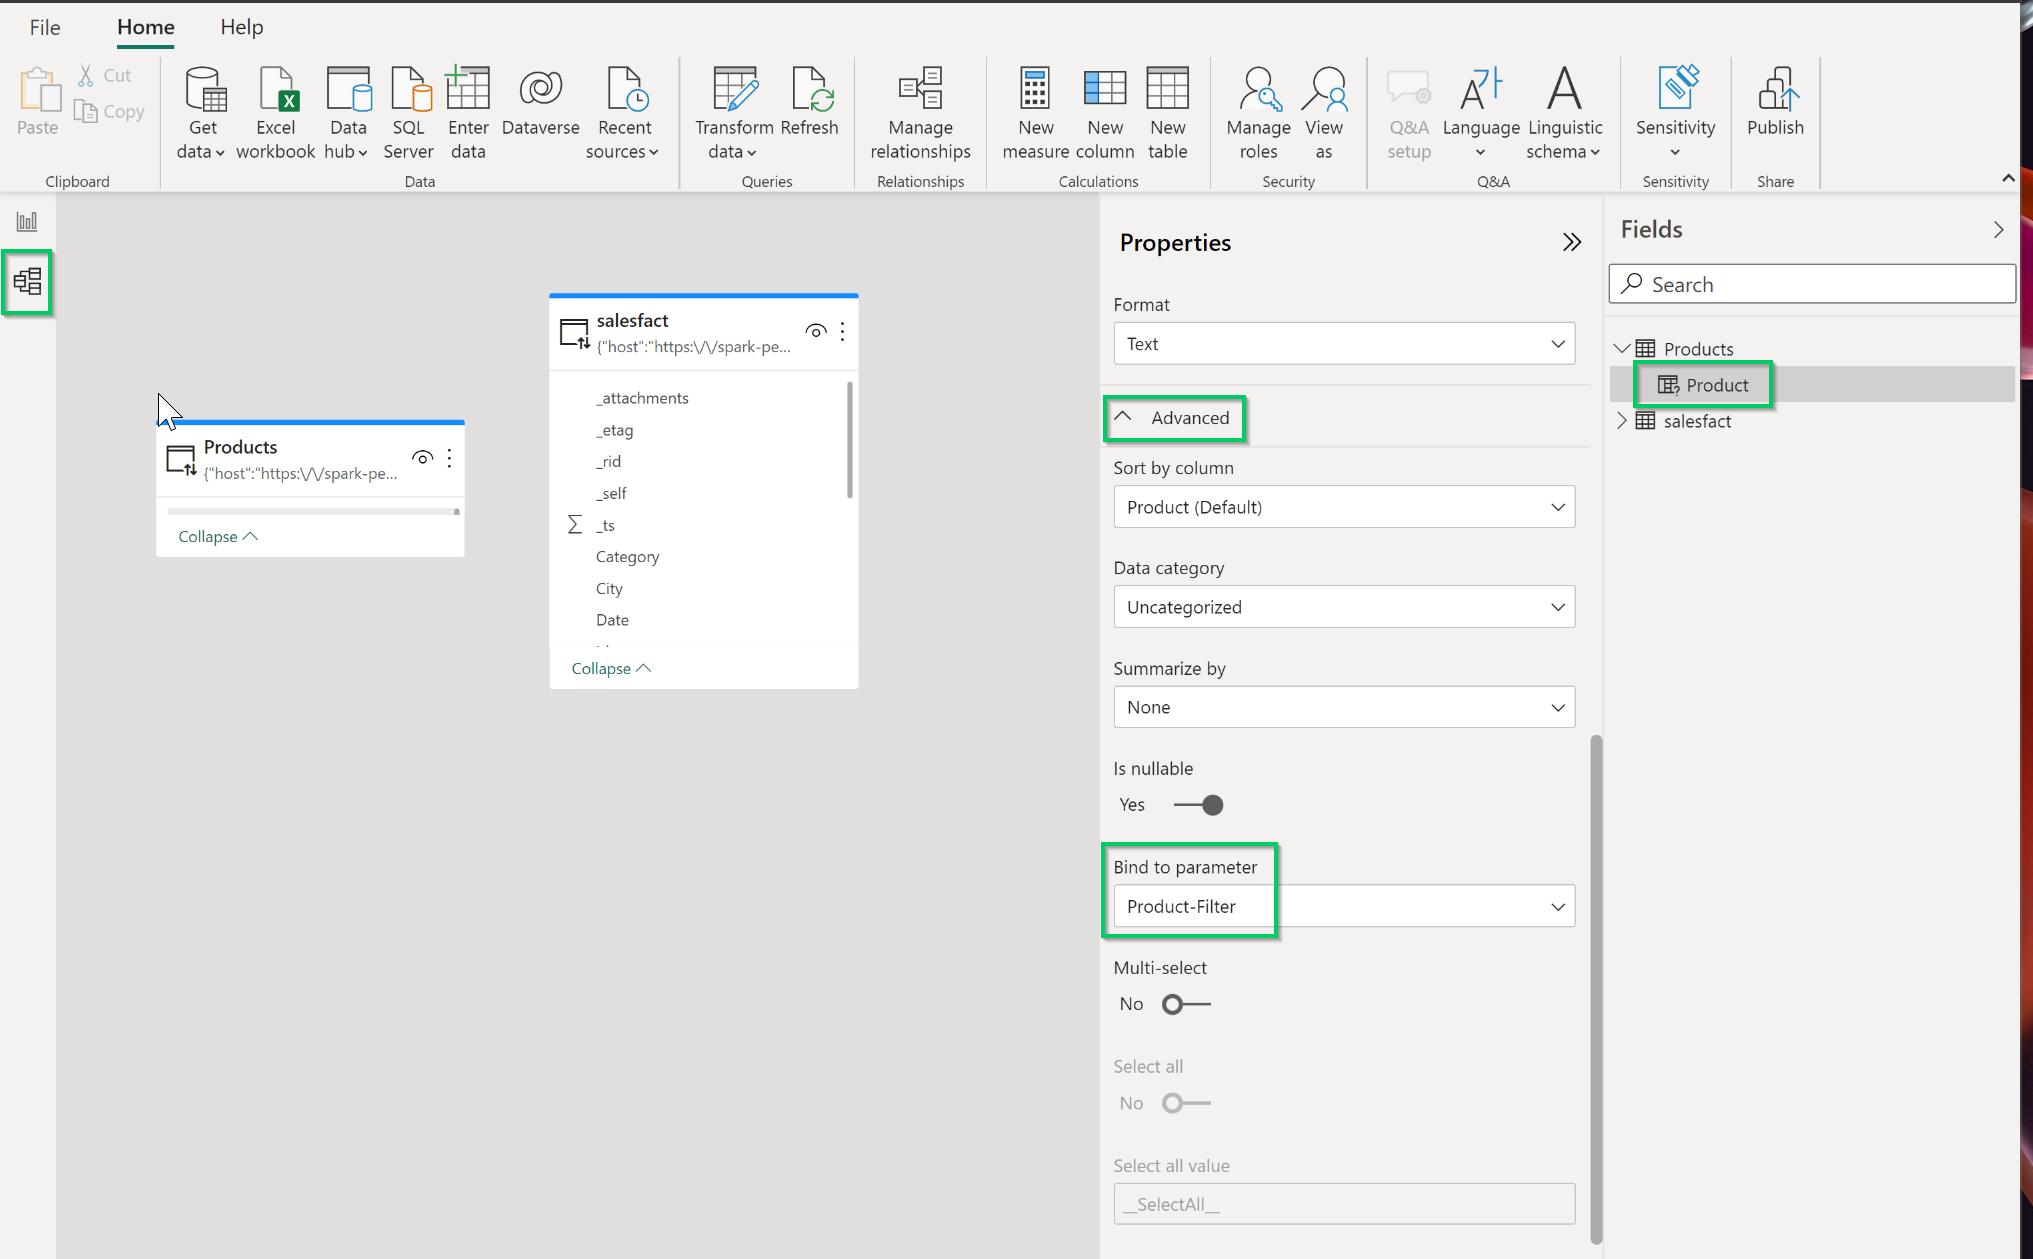 File
Home
Help
Paste
Cut
Copy
Clipboard
Get data
Excel workbook
Data hub
SQL Server
Enter data
Dataverse
Recent sources
Data
Transform data
Refresh
Queries
Manage relationships
Relationships
New measure
New column
New table
Calculations
Manage roles
View as
Security
Q&A setup
Language
Linguistic schema
Q&A
Sensitivity
Sensitivity
Publish
Share
Products
{"host":"https:\/\/spark-pe...
Collapse
salesfact
{"host":"https:\/\/spark-pe...
_attachments
_etag
_rid
_self
_ts
Category
City
Date
Collapse
Properties
Format
Text
Advanced
Sort by column
Product (Default)
Data category
Uncategorized
Summarize by
None
Is nullable
Yes
Bind to parameter
Product-Filter
Multi-select
No
Select all
No
Select all value
__SelectAll__
Fields
Search
Products
Product
salesfact